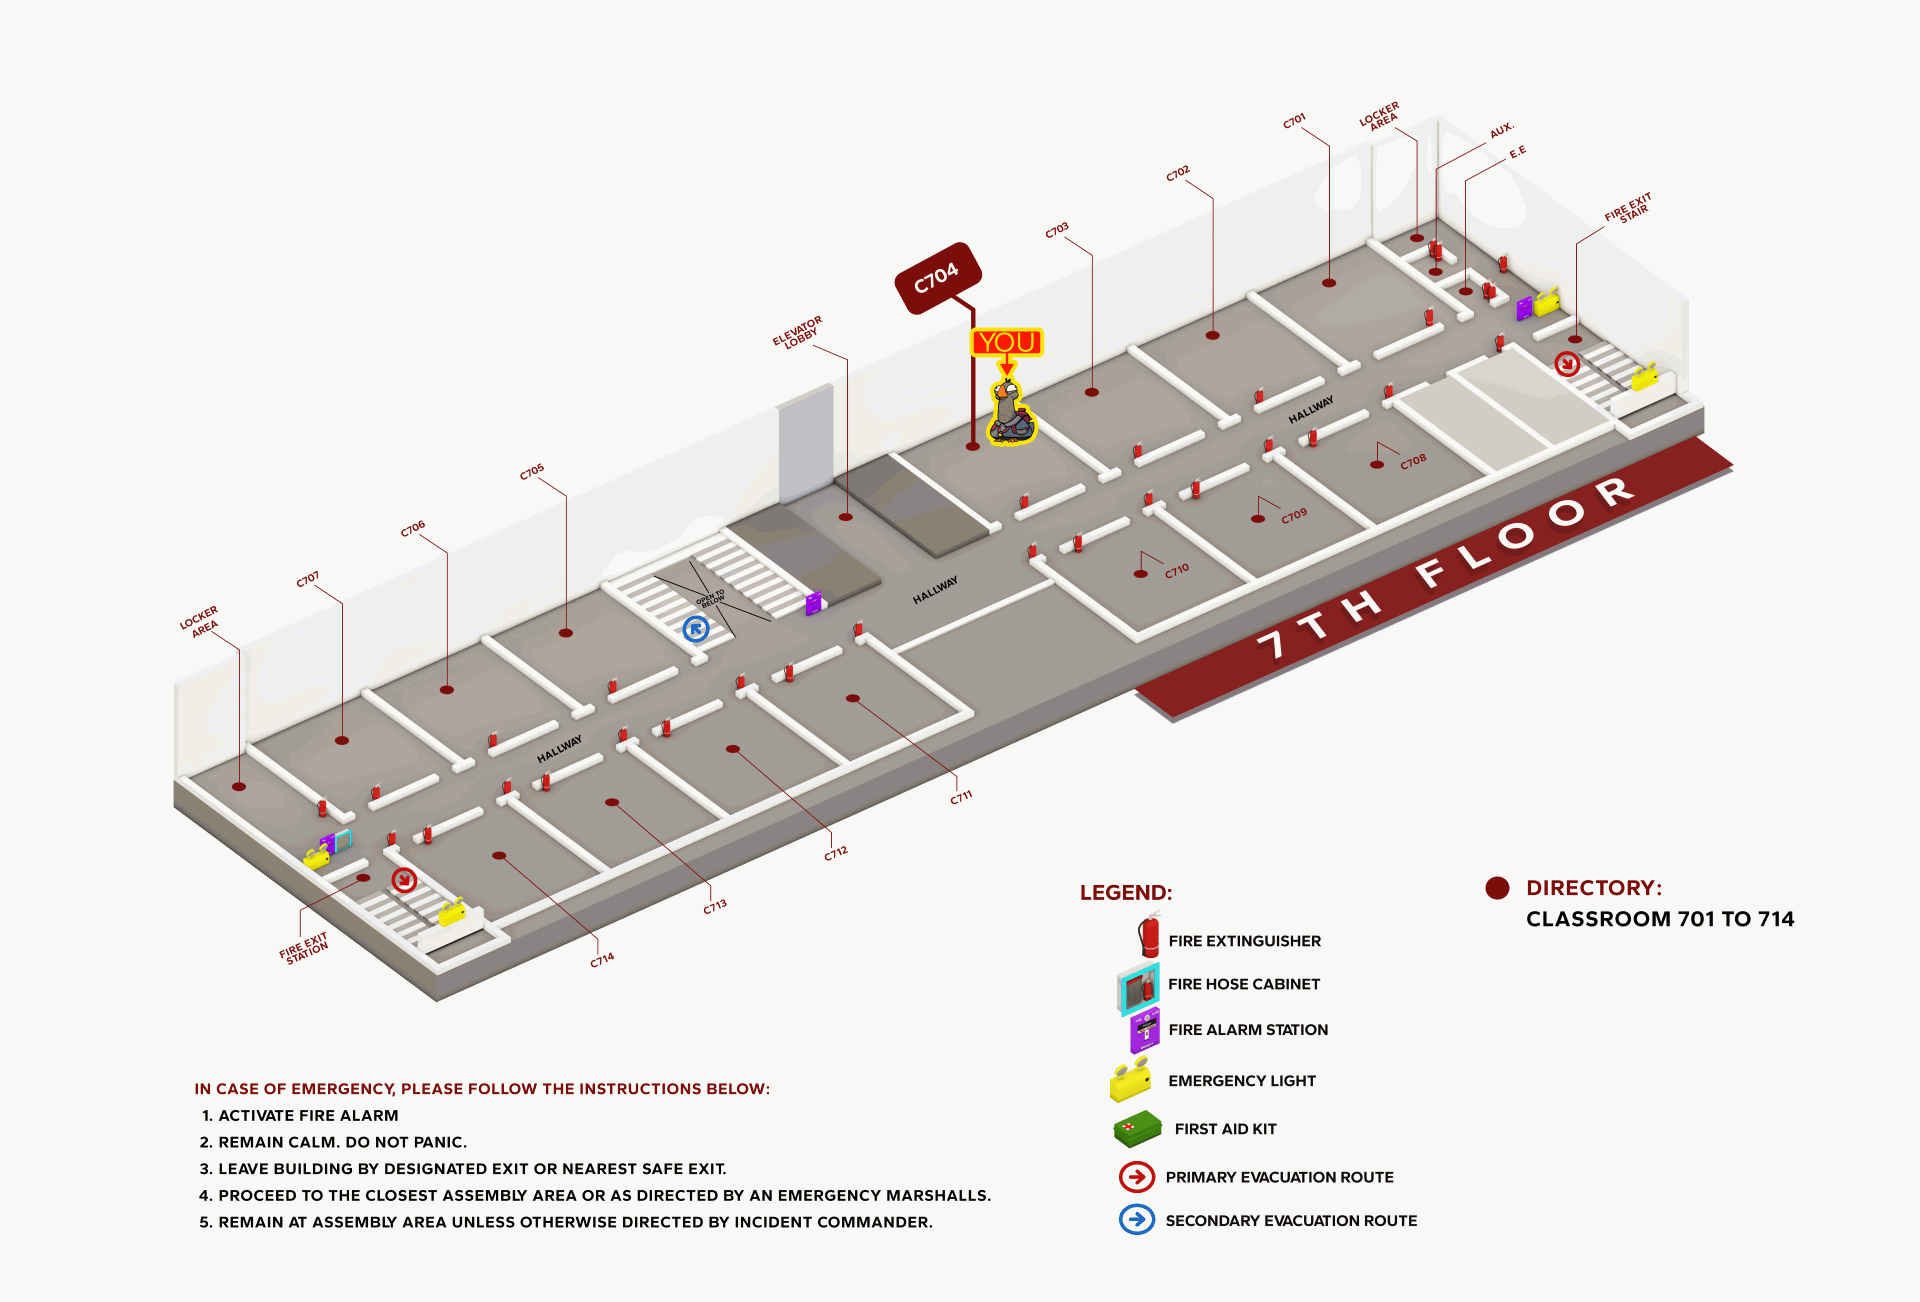 C701
LOCKER
AREA
AUX.
E.E
C702
FIRE EXIT
STAIR
C703
C704
YOU
ELEVATOR
LOBBY
HALLWAY
C705
C708
C706
C709
7TH FLOOR
C707
OPEN TO
BELOW
HALLWAY
C710
LOCKER
AREA
HALLWAY
C711
C712
C713
FIRE EXIT
STATION
C714
LEGEND:
FIRE EXTINGUISHER
FIRE HOSE CABINET
FIRE ALARM STATION
EMERGENCY LIGHT
FIRST AID KIT
PRIMARY EVACUATION ROUTE
SECONDARY EVACUATION ROUTE
DIRECTORY:
CLASSROOM 701 TO 714
IN CASE OF EMERGENCY, PLEASE FOLLOW THE INSTRUCTIONS BELOW:
1. ACTIVATE FIRE ALARM
2. REMAIN CALM. DO NOT PANIC.
3. LEAVE BUILDING BY DESIGNATED EXIT OR NEAREST SAFE EXIT.
4. PROCEED TO THE CLOSEST ASSEMBLY AREA OR AS DIRECTED BY AN EMERGENCY MARSHALLS.
5. REMAIN AT ASSEMBLY AREA UNLESS OTHERWISE DIRECTED BY INCIDENT COMMANDER.